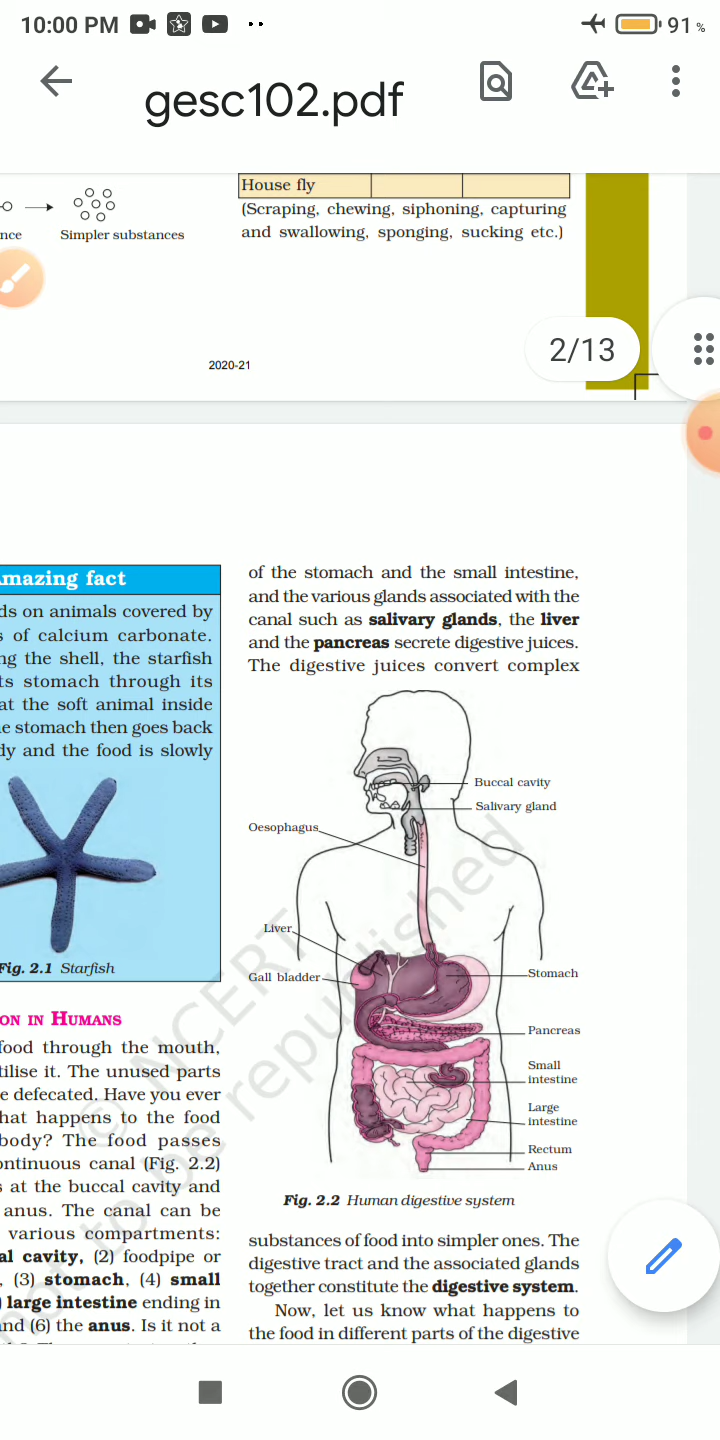 10:00 PM
91 %
gesc102.pdf
House fly
(Scraping, chewing, siphoning, capturing
and swallowing, sponging, sucking etc.)
nce
Simpler substances
2/13
2020-21
mazing fact
ds on animals covered by
s of calcium carbonate.
ng the shell, the starfish
ts stomach through its
at the soft animal inside
e stomach then goes back
dy and the food is slowly
Fig. 2.1 Starfish
ON IN HUMANS
food through the mouth,
tilise it. The unused parts
e defecated. Have you ever
hat happens to the food
body? The food passes
ontinuous canal (Fig. 2.2)
s at the buccal cavity and
anus. The canal can be
various compartments:
al cavity, (2) foodpipe or
, (3) stomach, (4) small
) large intestine ending in
nd (6) the anus. Is it not a
of the stomach and the small intestine,
and the various glands associated with the
canal such as salivary glands, the liver
and the pancreas secrete digestive juices.
The digestive juices convert complex
Buccal cavity
Salivary gland
Oesophagus
Liver
Gall bladder
Stomach
Pancreas
Small
intestine
Large
intestine
Rectum
Anus
Fig. 2.2 Human digestive system
substances of food into simpler ones. The
digestive tract and the associated glands
together constitute the digestive system.
Now, let us know what happens to
the food in different parts of the digestive
© NCERT
not to be republished